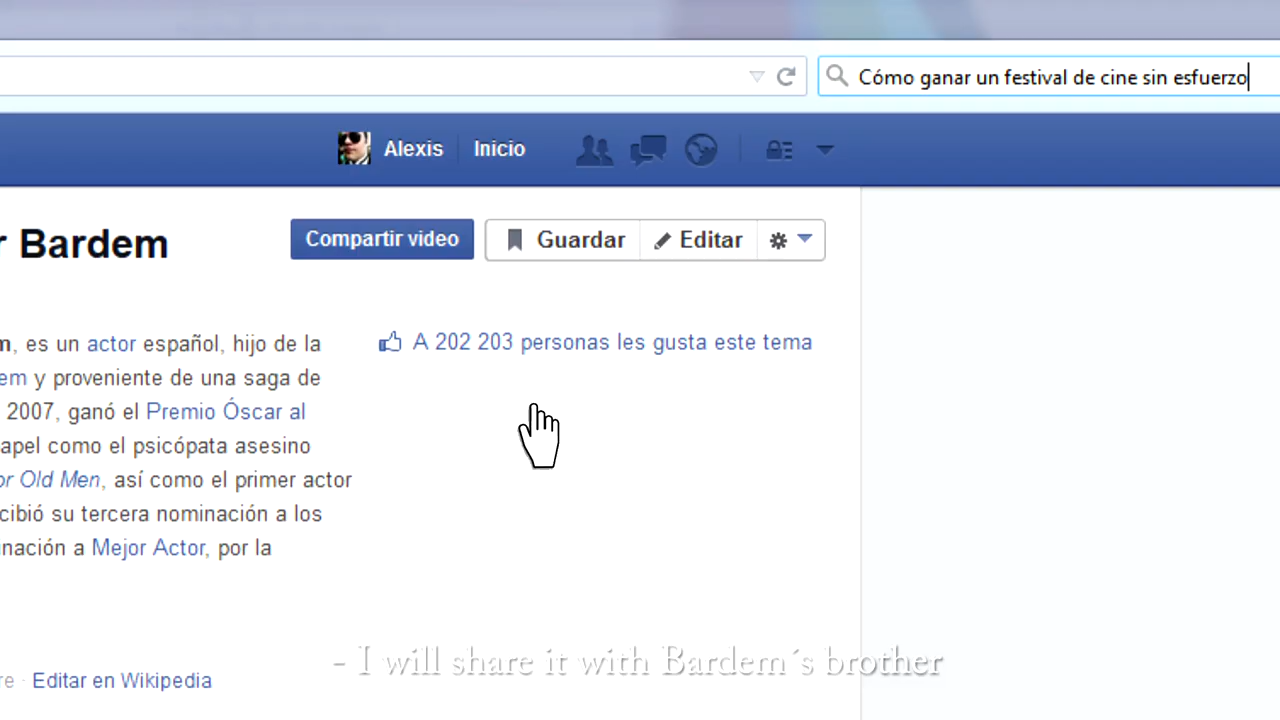 Cómo ganar un festival de cine sin esfuerzo
Alexis Inicio
r Bardem
Compartir video Guardar Editar
, es un actor español, hijo de la
em y proveniente de una saga de
2007, ganó el Premio Óscar al
apel como el psicópata asesino
or Old Men, así como el primer actor
cibió su tercera nominación a los
inación a Mejor Actor, por la
A 202 203 personas les gusta este tema
- I will share it with Bardem´s brother
re · Editar en Wikipedia